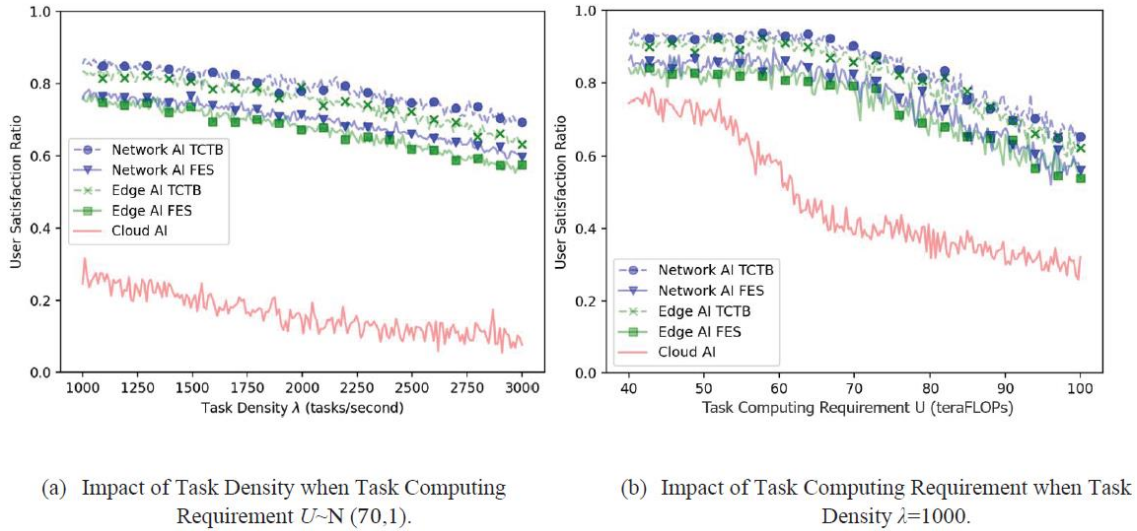 1.0
0.8
0.6
0.4
0.2
0.0
User Satisfaction Ratio
Network AI TCTB
Network AI FES
Edge AI TCTB
Edge AI FES
Cloud AI
1000 1250 1500 1750 2000 2250 2500 2750 3000
Task Density λ (tasks/second)
1.0
0.8
0.6
0.4
0.2
0.0
User Satisfaction Ratio
Network AI TCTB
Network AI FES
Edge AI TCTB
Edge AI FES
Cloud AI
40 50 60 70 80 90 100
Task Computing Requirement U (teraFLOPs)
(a) Impact of Task Density when Task Computing
Requirement U~N (70,1).
(b) Impact of Task Computing Requirement when Task
Density λ=1000.